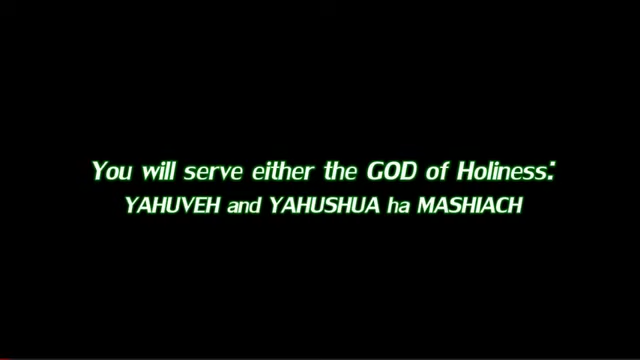 You will serve either the GOD of Holiness:
YAHUVEH and YAHUSHUA ha MASHIACH